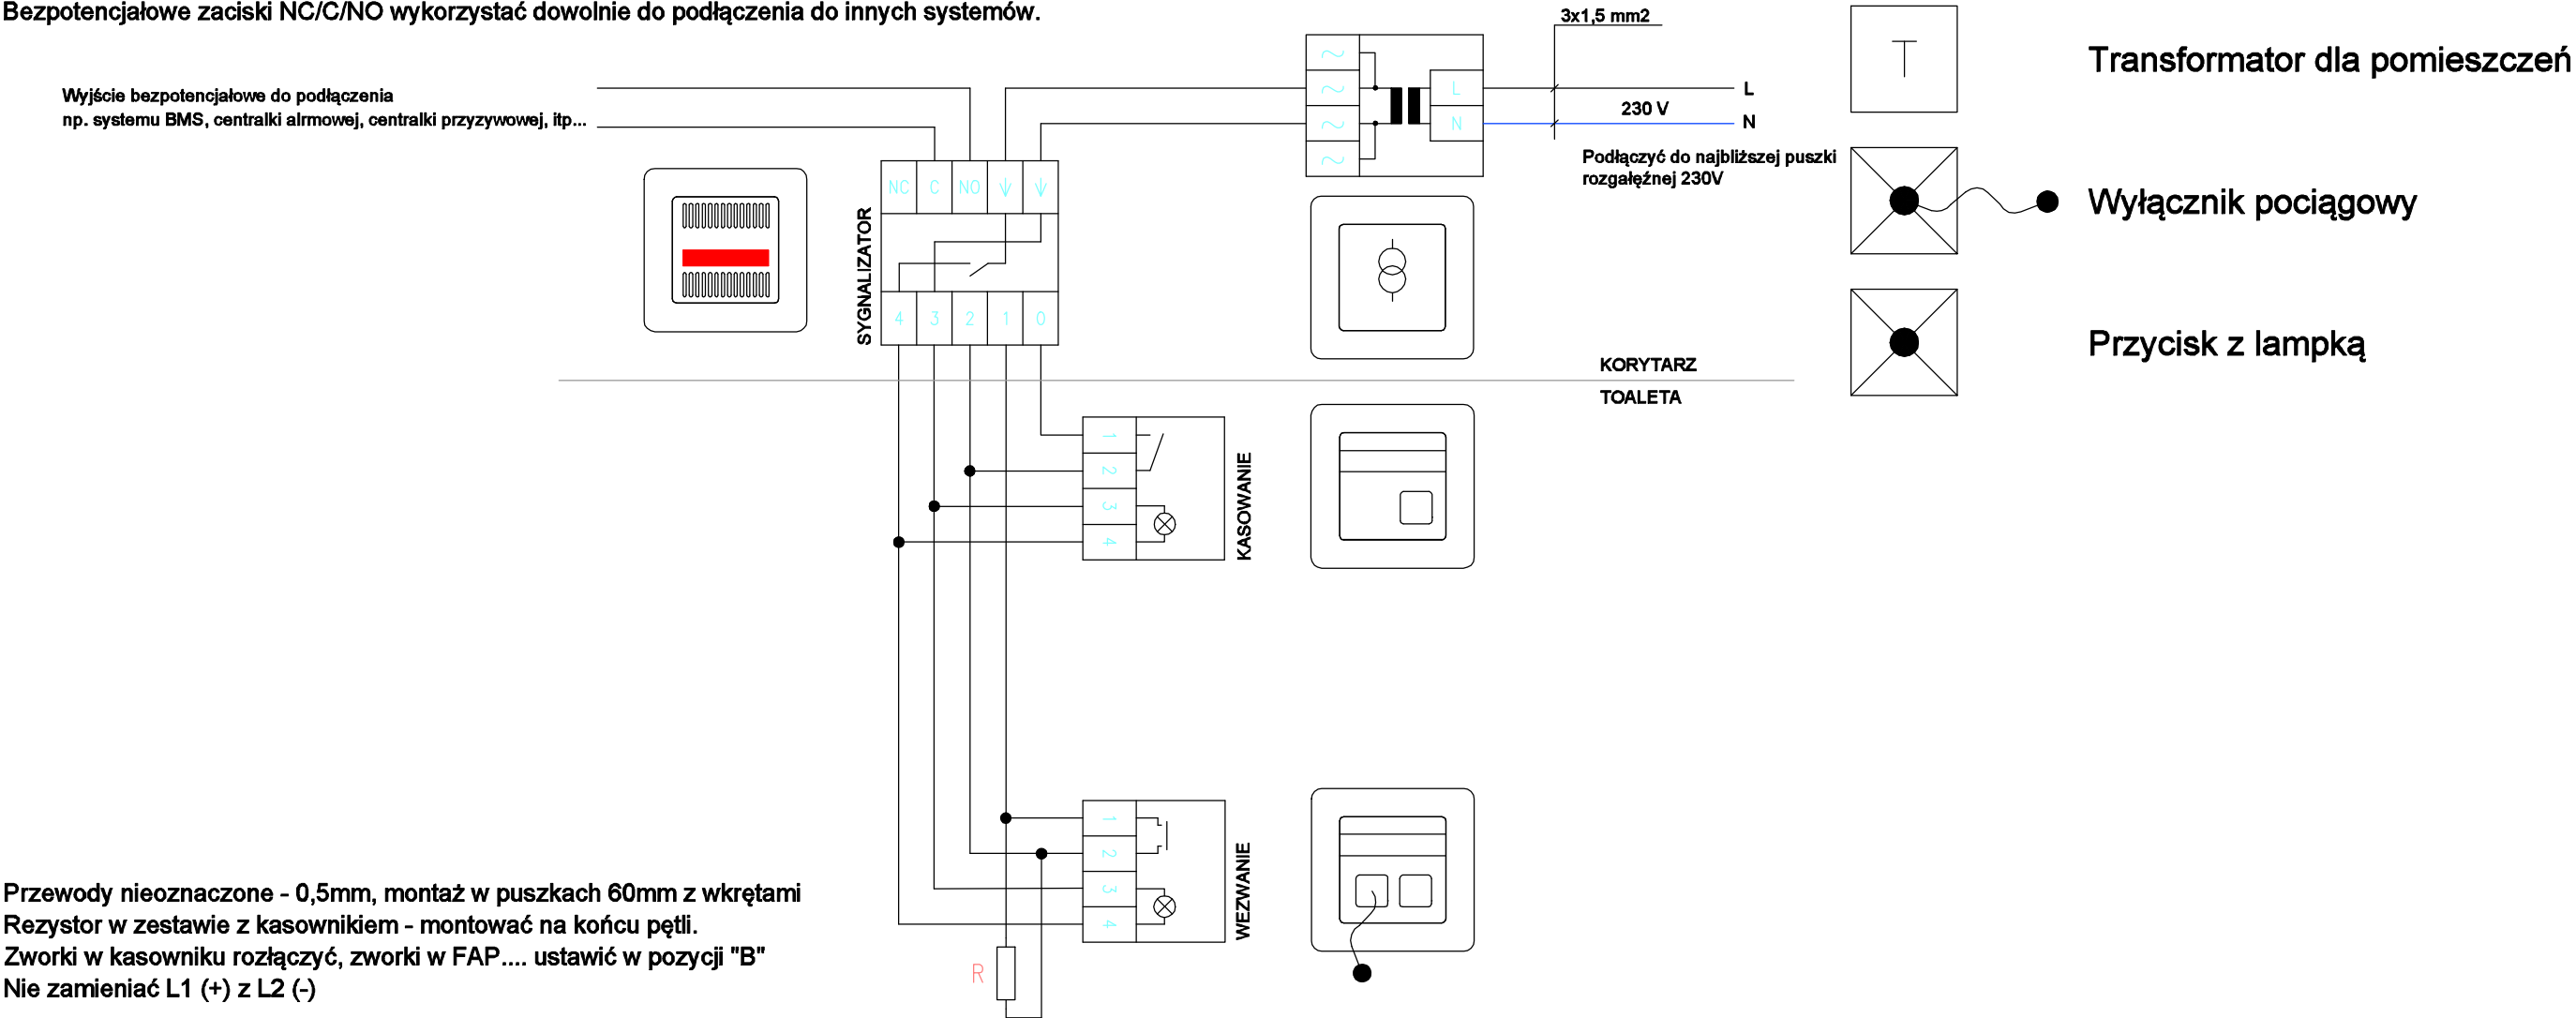 Bezpotencjałowe zaciski NC/C/NO wykorzystać dowolnie do podłączenia do innych systemów.
Wyjście bezpotencjałowe do podłączenia
np. systemu BMS, centralki alrmowej, centralki przyzywowej, itp...
3x1,5 mm2
L
L
230 V
N
N
Podłączyć do najbliższej puszki
rozgałęźnej 230V
Transformator dla pomieszczeń
T
Wyłącznik pociągowy
Przycisk z lampką
NC C NO
SYGNALIZATOR
4 3 2 1 0
KORYTARZ
TOALETA
1
2
3
4
KASOWANIE
1
2
3
4
WEZWANIE
R
Przewody nieoznaczone - 0,5mm, montaż w puszkach 60mm z wkrętami
Rezystor w zestawie z kasownikiem - montować na końcu pętli.
Zworki w kasowniku rozłączyć, zworki w FAP.... ustawić w pozycji "B"
Nie zamieniać L1 (+) z L2 (-)